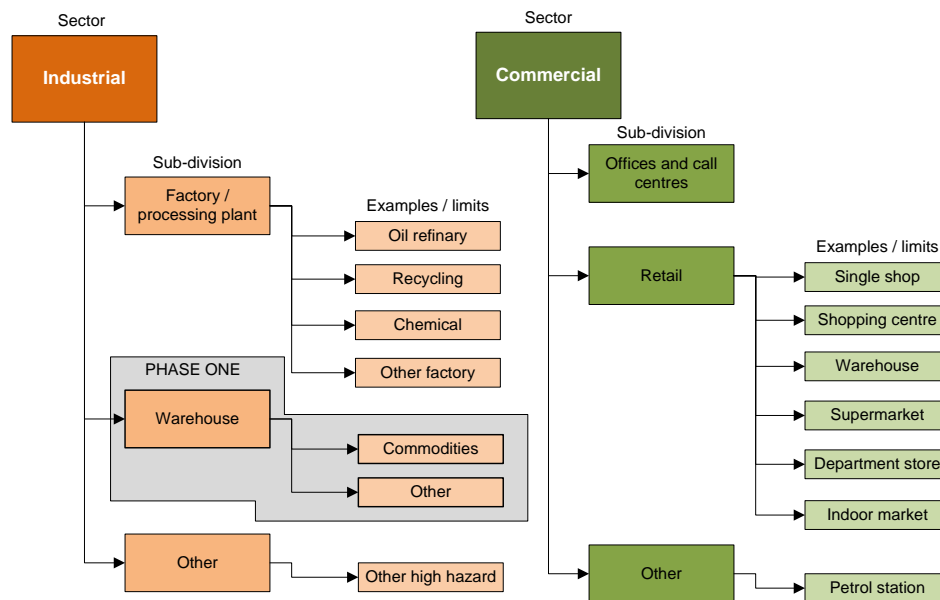 Sector
Industrial
Sub-division
Factory /
processing plant
Examples / limits
Oil refinary
Recycling
Chemical
Other factory
PHASE ONE
Warehouse
Commodities
Other
Other
Other high hazard
Sector
Commercial
Sub-division
Offices and call
centres
Retail
Examples / limits
Single shop
Shopping centre
Warehouse
Supermarket
Department store
Indoor market
Other
Petrol station